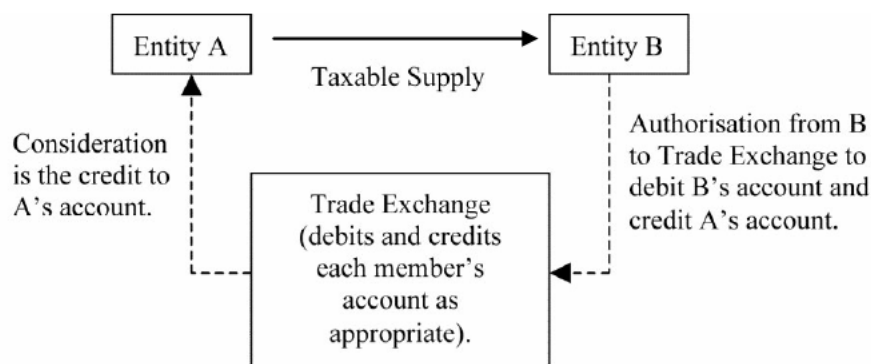 Entity A
Entity B
Taxable Supply
Consideration
is the credit to
A's account.
Authorisation from B
to Trade Exchange to
debit B's account and
credit A's account.
Trade Exchange
(debits and credits
each member's
account as
appropriate).